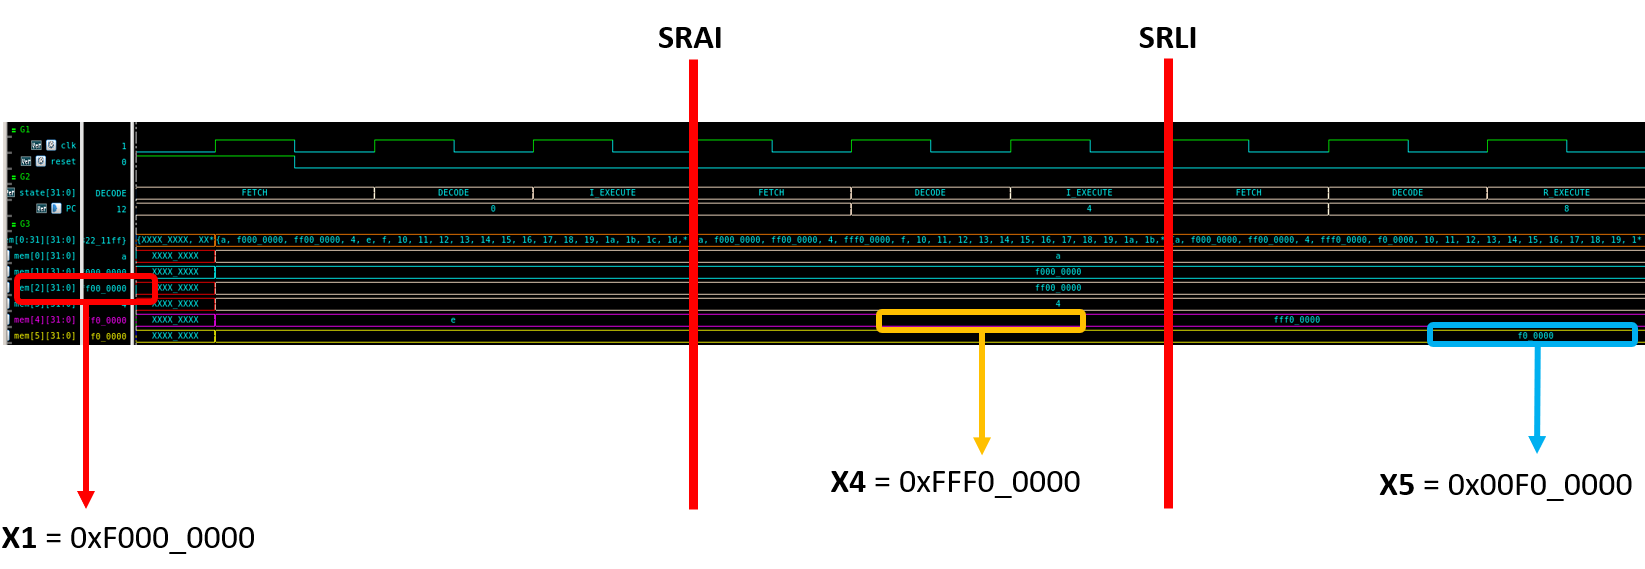 SRAI SRLI
G1
clk 1
reset 0
G2
state[31:0] DECODE FETCH DECODE I_EXECUTE FETCH DECODE I_EXECUTE FETCH DECODE R_EXECUTE
PC 12 0 4 8
G3
m[0:31][31:0] 22_11ff} {XXXX_XXXX, XX* {a, f000_0000, ff00_0000, 4, e, f, 10, 11, 12, 13, 14, 15, 16, 17, 18, 19, 1a, 1b, 1c, 1d,* a, f000_0000, ff00_0000, 4, fff0_0000, f, 10, 11, 12, 13, 14, 15, 16, 17, 18, 19, 1a, 1b,* a, f000_0000, ff00_0000, 4, fff0_0000, f0_0000, 10, 11, 12, 13, 14, 15, 16, 17, 18, 19, 1*
mem[0][31:0] a XXXX_XXXX a
mem[1][31:0] f000_0000 XXXX_XXXX f000_0000
mem[2][31:0] ff00_0000 XXXX_XXXX ff00_0000
[31:0] 4 XXXX_XXXX 4
mem[4][31:0] f0_0000 XXXX_XXXX e fff0_0000
mem[5][31:0] f0_0000 XXXX_XXXX f0_0000
X4 = 0xFFF0_0000
X5 = 0x00F0_0000
X1 = 0xF000_0000